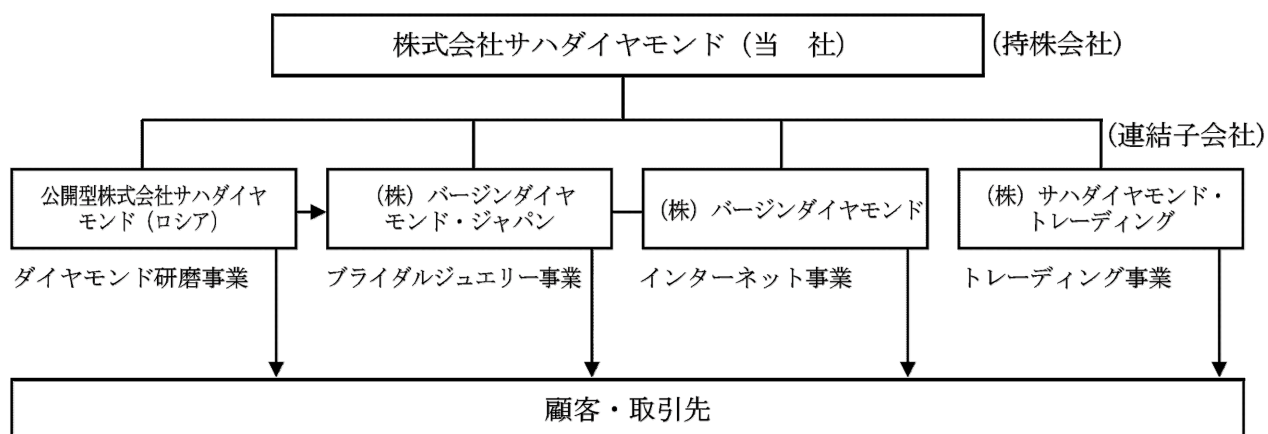 株式会社サハダイヤモンド（当　社）
(持株会社)
(連結子会社)
公開型株式会社サハダイヤ
モンド（ロシア）
（株）バージンダイヤ
モンド・ジャパン
（株）バージンダイヤモンド
（株）サハダイヤモンド・
トレーディング
ダイヤモンド研磨事業
ブライダルジュエリー事業
インターネット事業
トレーディング事業
顧客・取引先